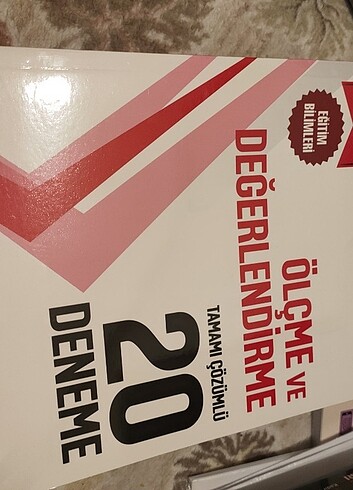 EĞİTİM
BİLİMLERİ
ÖLÇME VE
DEĞERLENDİRME
TAMAMI ÇÖZÜMLÜ
20
DENEME